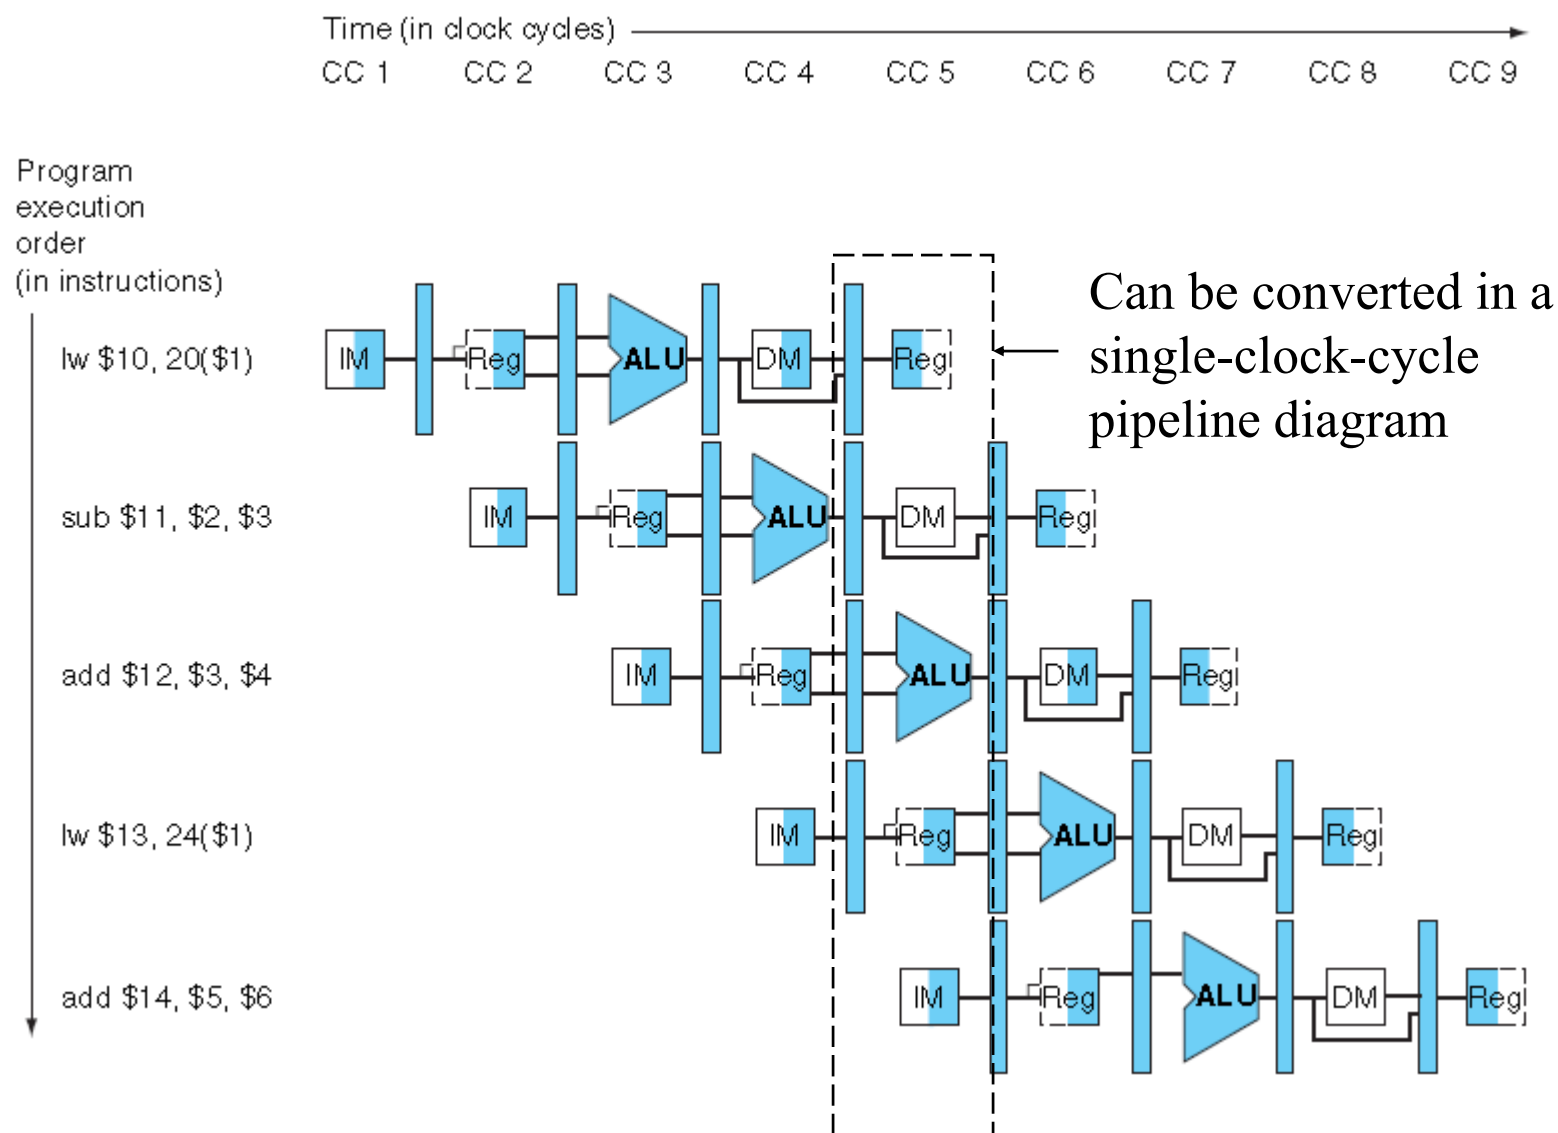 Time (in clock cycles)
CC 1 CC 2 CC 3 CC 4 CC 5 CC 6 CC 7 CC 8 CC 9
Program
execution
order
(in instructions)
Can be converted in a
single-clock-cycle
pipeline diagram
lw $10, 20($1) IM Reg ALU DM Reg
sub $11, $2, $3 IM Reg ALU DM Reg
add $12, $3, $4 IM Reg ALU DM Reg
lw $13, 24($1) IM Reg ALU DM Reg
add $14, $5, $6 IM Reg ALU DM Reg